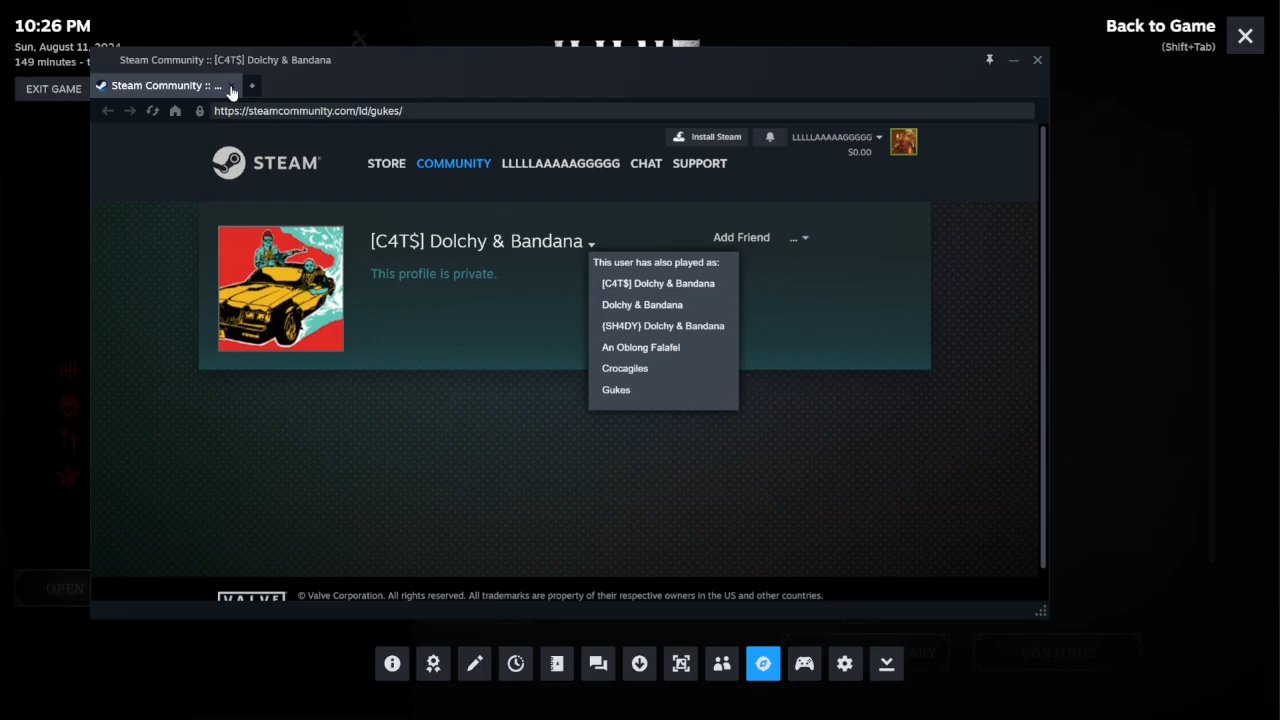 10:26 PM
Sun, August 11, 2024
149 minutes -
EXIT GAME
Back to Game
(Shift+Tab)
Steam Community :: [C4T$] Dolchy & Bandana
Steam Community :: ...
https://steamcommunity.com/id/gukes/
Install Steam
LLLLLAAAAAGGGGG
$0.00
STEAM®
STORE COMMUNITY LLLLLAAAAAGGGGG CHAT SUPPORT
[C4T$] Dolchy & Bandana
Add Friend ...
This profile is private.
This user has also played as:
[C4T$] Dolchy & Bandana
Dolchy & Bandana
{SH4DY} Dolchy & Bandana
An Oblong Falafel
Crocagiles
Gukes
OPEN
CONTINUE
VALVE
© Valve Corporation. All rights reserved. All trademarks are property of their respective owners in the US and other countries.